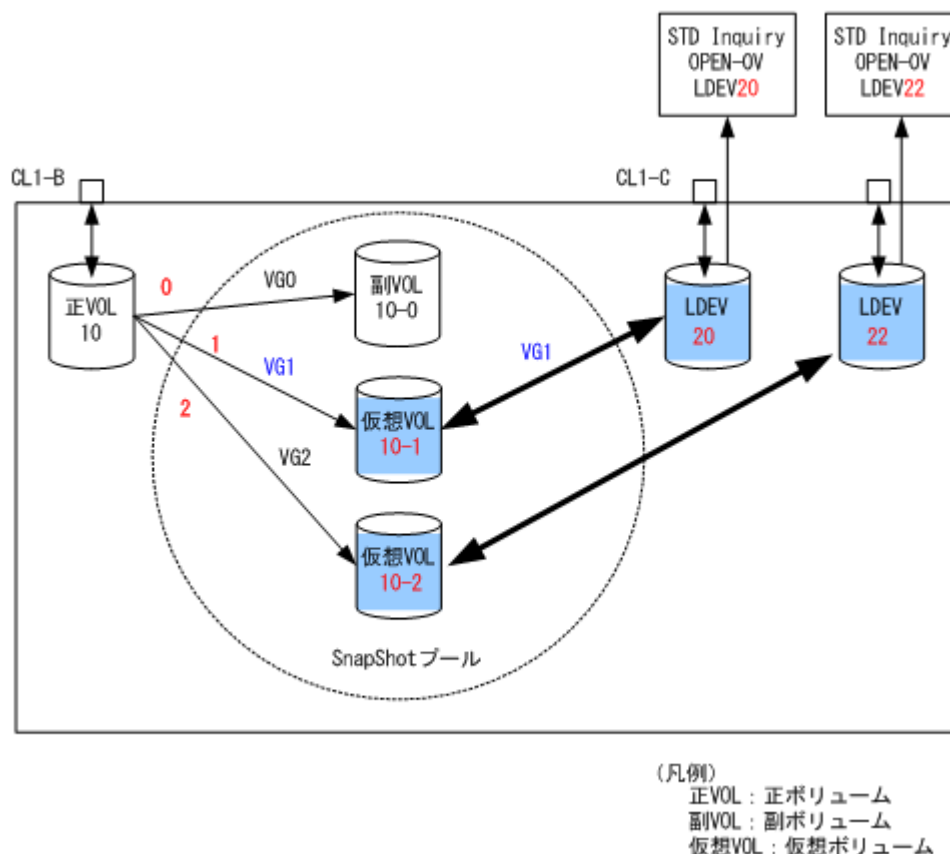 STD Inquiry
OPEN-0V
LDEV20
STD Inquiry
OPEN-0V
LDEV22
CL1-B
CL1-C
正VOL
10
0
VG0
副VOL
10-0
1
VG1
仮想VOL
10-1
2
VG2
仮想VOL
10-2
VG1
LDEV
20
LDEV
22
SnapShotプール
(凡例)
正VOL：正ボリューム
副VOL：副ボリューム
仮想VOL：仮想ボリューム